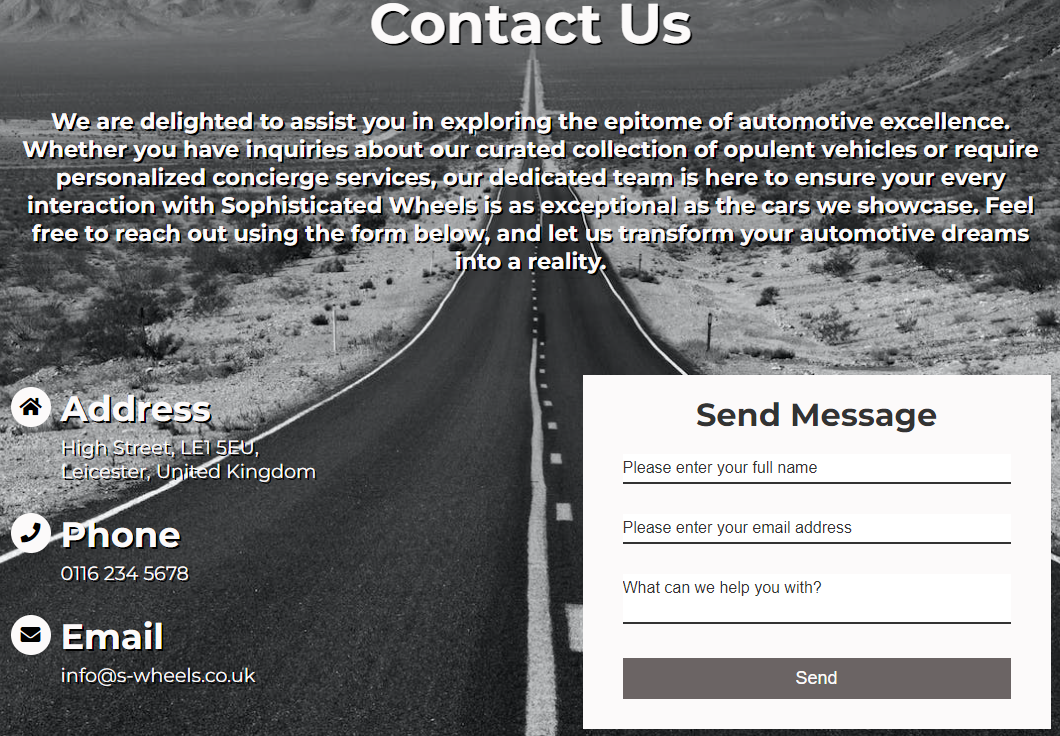 Contact Us
We are delighted to assist you in exploring the epitome of automotive excellence.
Whether you have inquiries about our curated collection of opulent vehicles or require
personalized concierge services, our dedicated team is here to ensure your every
interaction with Sophisticated Wheels is as exceptional as the cars we showcase. Feel
free to reach out using the form below, and let us transform your automotive dreams
into a reality.
Address
High Street, LE1 5EU,
Leicester, United Kingdom
Phone
0116 234 5678
Email
info@s-wheels.co.uk
Send Message
Please enter your full name
Please enter your email address
What can we help you with?
Send